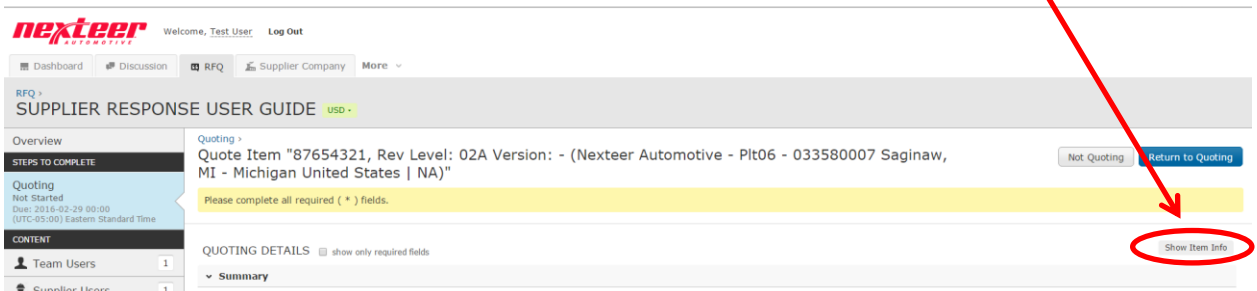 nexteer
AUTOMOTIVE
Welcome, Test User Log Out
Dashboard Discussion RFQ Supplier Company More
RFQ ›
SUPPLIER RESPONSE USER GUIDE USD
Overview
STEPS TO COMPLETE
Quoting
Not Started
Due: 2016-02-29 00:00
(UTC-05:00) Eastern Standard Time
CONTENT
Team Users 1
Supplier Users 1
Quoting ›
Quote Item "87654321, Rev Level: 02A Version: - (Nexteer Automotive - Plt06 - 033580007 Saginaw,
MI - Michigan United States | NA)"
Not Quoting Return to Quoting
Please complete all required ( * ) fields.
QUOTING DETAILS show only required fields
Show Item Info
Summary